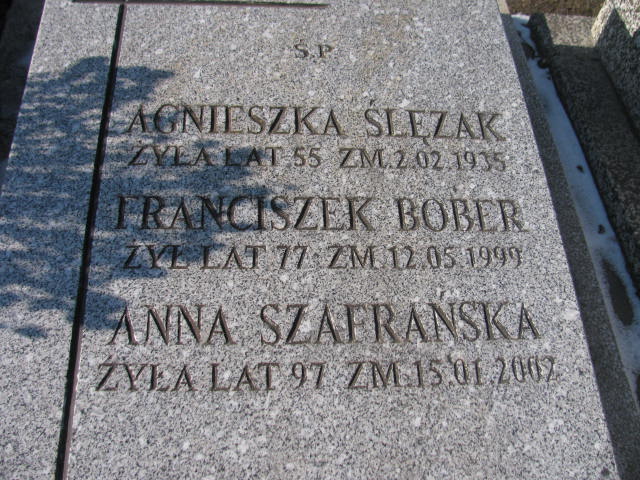 Ś.P
AGNIESZKA ŚLĘZAK
ŻYŁA LAT 55 ZM.2.02.1935
FRANCISZEK BOBER
ŻYŁ LAT 77 ZM.12.05.1999
ANNA SZAFRAŃSKA
ŻYŁA LAT 97 ZM.15.01.2002